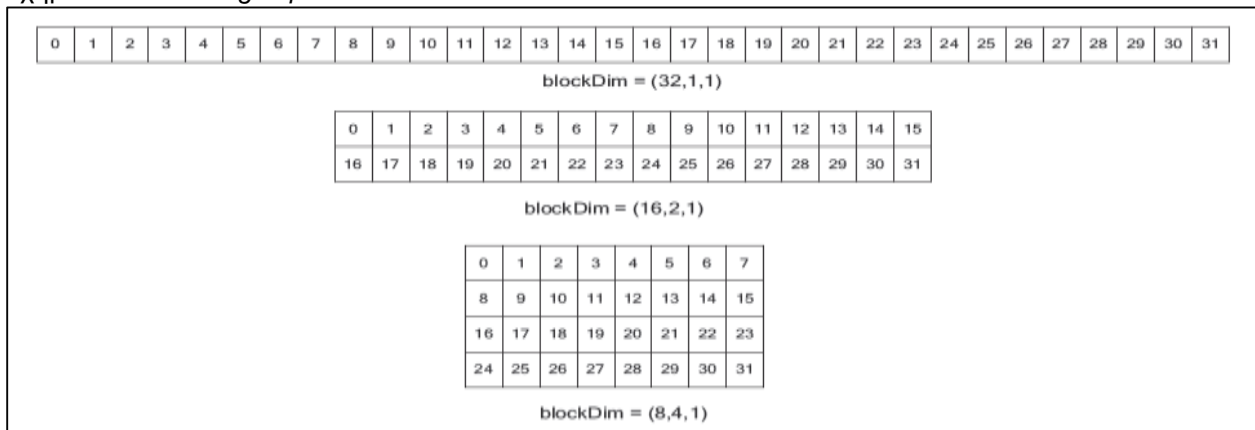 0 1 2 3 4 5 6 7 8 9 10 11 12 13 14 15 16 17 18 19 20 21 22 23 24 25 26 27 28 29 30 31
blockDim = (32,1,1)
0 1 2 3 4 5 6 7 8 9 10 11 12 13 14 15
16 17 18 19 20 21 22 23 24 25 26 27 28 29 30 31
blockDim = (16,2,1)
0 1 2 3 4 5 6 7
8 9 10 11 12 13 14 15
16 17 18 19 20 21 22 23
24 25 26 27 28 29 30 31
blockDim = (8,4,1)